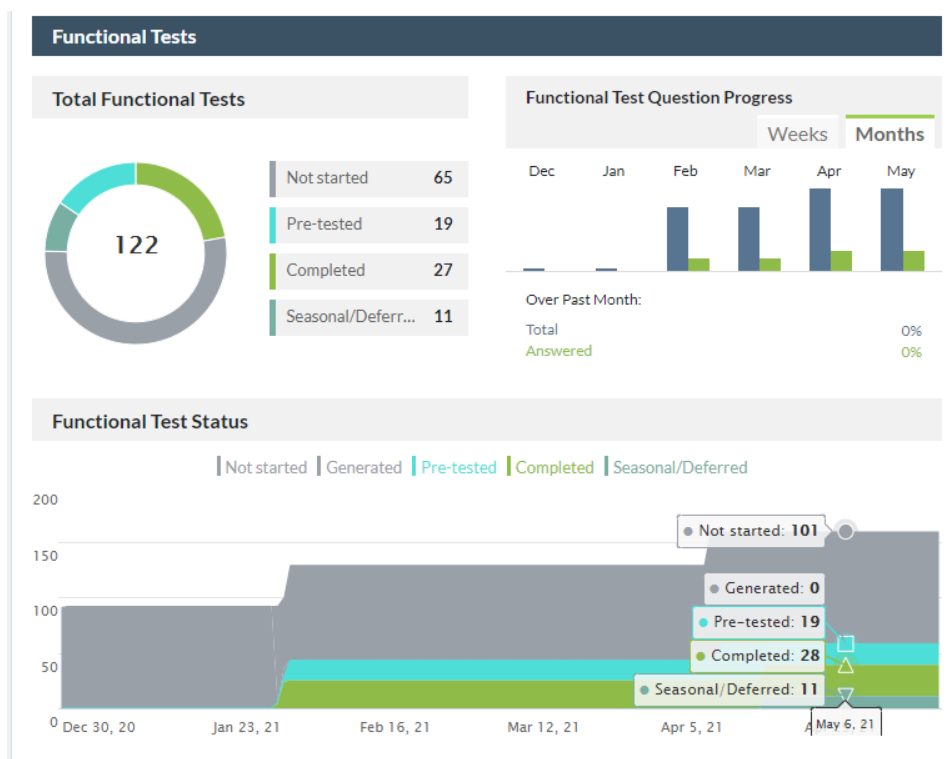 Functional Tests
Total Functional Tests
122
Not started 65
Pre-tested 19
Completed 27
Seasonal/Deferr... 11
Functional Test Question Progress
Weeks Months
Dec Jan Feb Mar Apr May
Over Past Month:
Total 0%
Answered 0%
Functional Test Status
Not started Generated Pre-tested Completed Seasonal/Deferred
200
150
100
50
0
Not started: 101
Generated: 0
Pre-tested: 19
Completed: 28
Seasonal/Deferred: 11
Dec 30, 20 Jan 23, 21 Feb 16, 21 Mar 12, 21 Apr 5, 21 May 6, 21